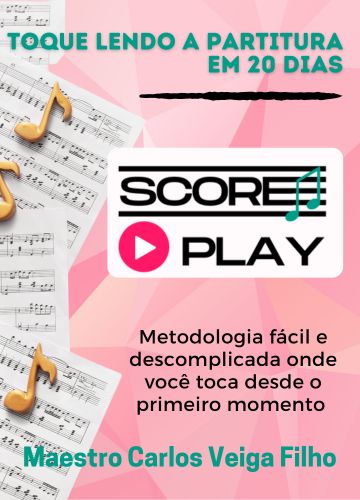 TOQUE LENDO A PARTITURA
EM 20 DIAS
SCORE
PLAY
Metodologia fácil e
descomplicada onde
você toca desde o
primeiro momento
Maestro Carlos Veiga Filho